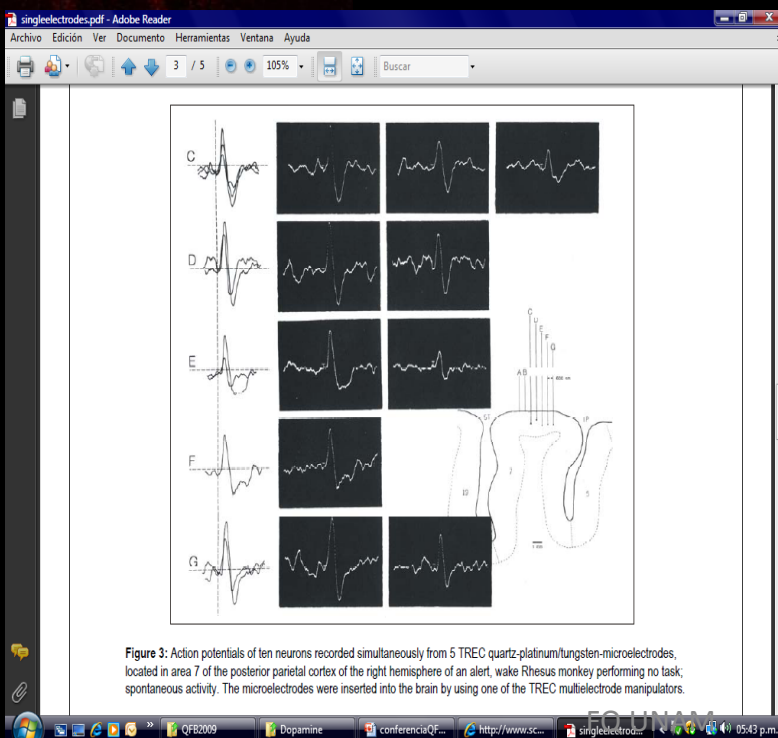 singleelectrodes.pdf - Adobe Reader
Archivo Edición Ver Documento Herramientas Ventana Ayuda
3 / 5 105% Buscar
C
D
E
F
G
C
U
E
F
G
A B
ST
IP
7
5
Figure 3: Action potentials of ten neurons recorded simultaneously from 5 TREC quartz-platinum/tungsten-microelectrodes,
located in area 7 of the posterior parietal cortex of the right hemisphere of an alert, wake Rhesus monkey performing no task;
spontaneous activity. The microelectrodes were inserted into the brain by using one of the TREC multielectrode manipulators.
FQ UNAM
QFB2009 Dopamine conferenciaQF... http://www.sc... singleelectrod... 05:43 p.m.